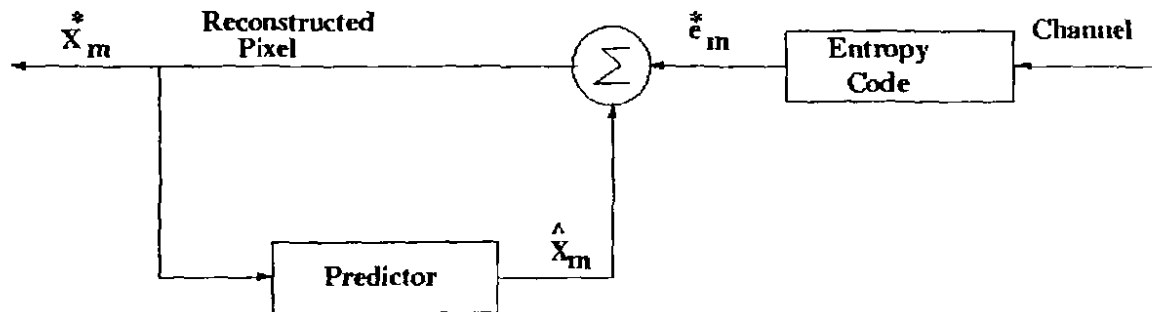 *
X m
Reconstructed
Pixel
Σ
*
e m
Entropy
Code
Channel
Predictor
^
X m